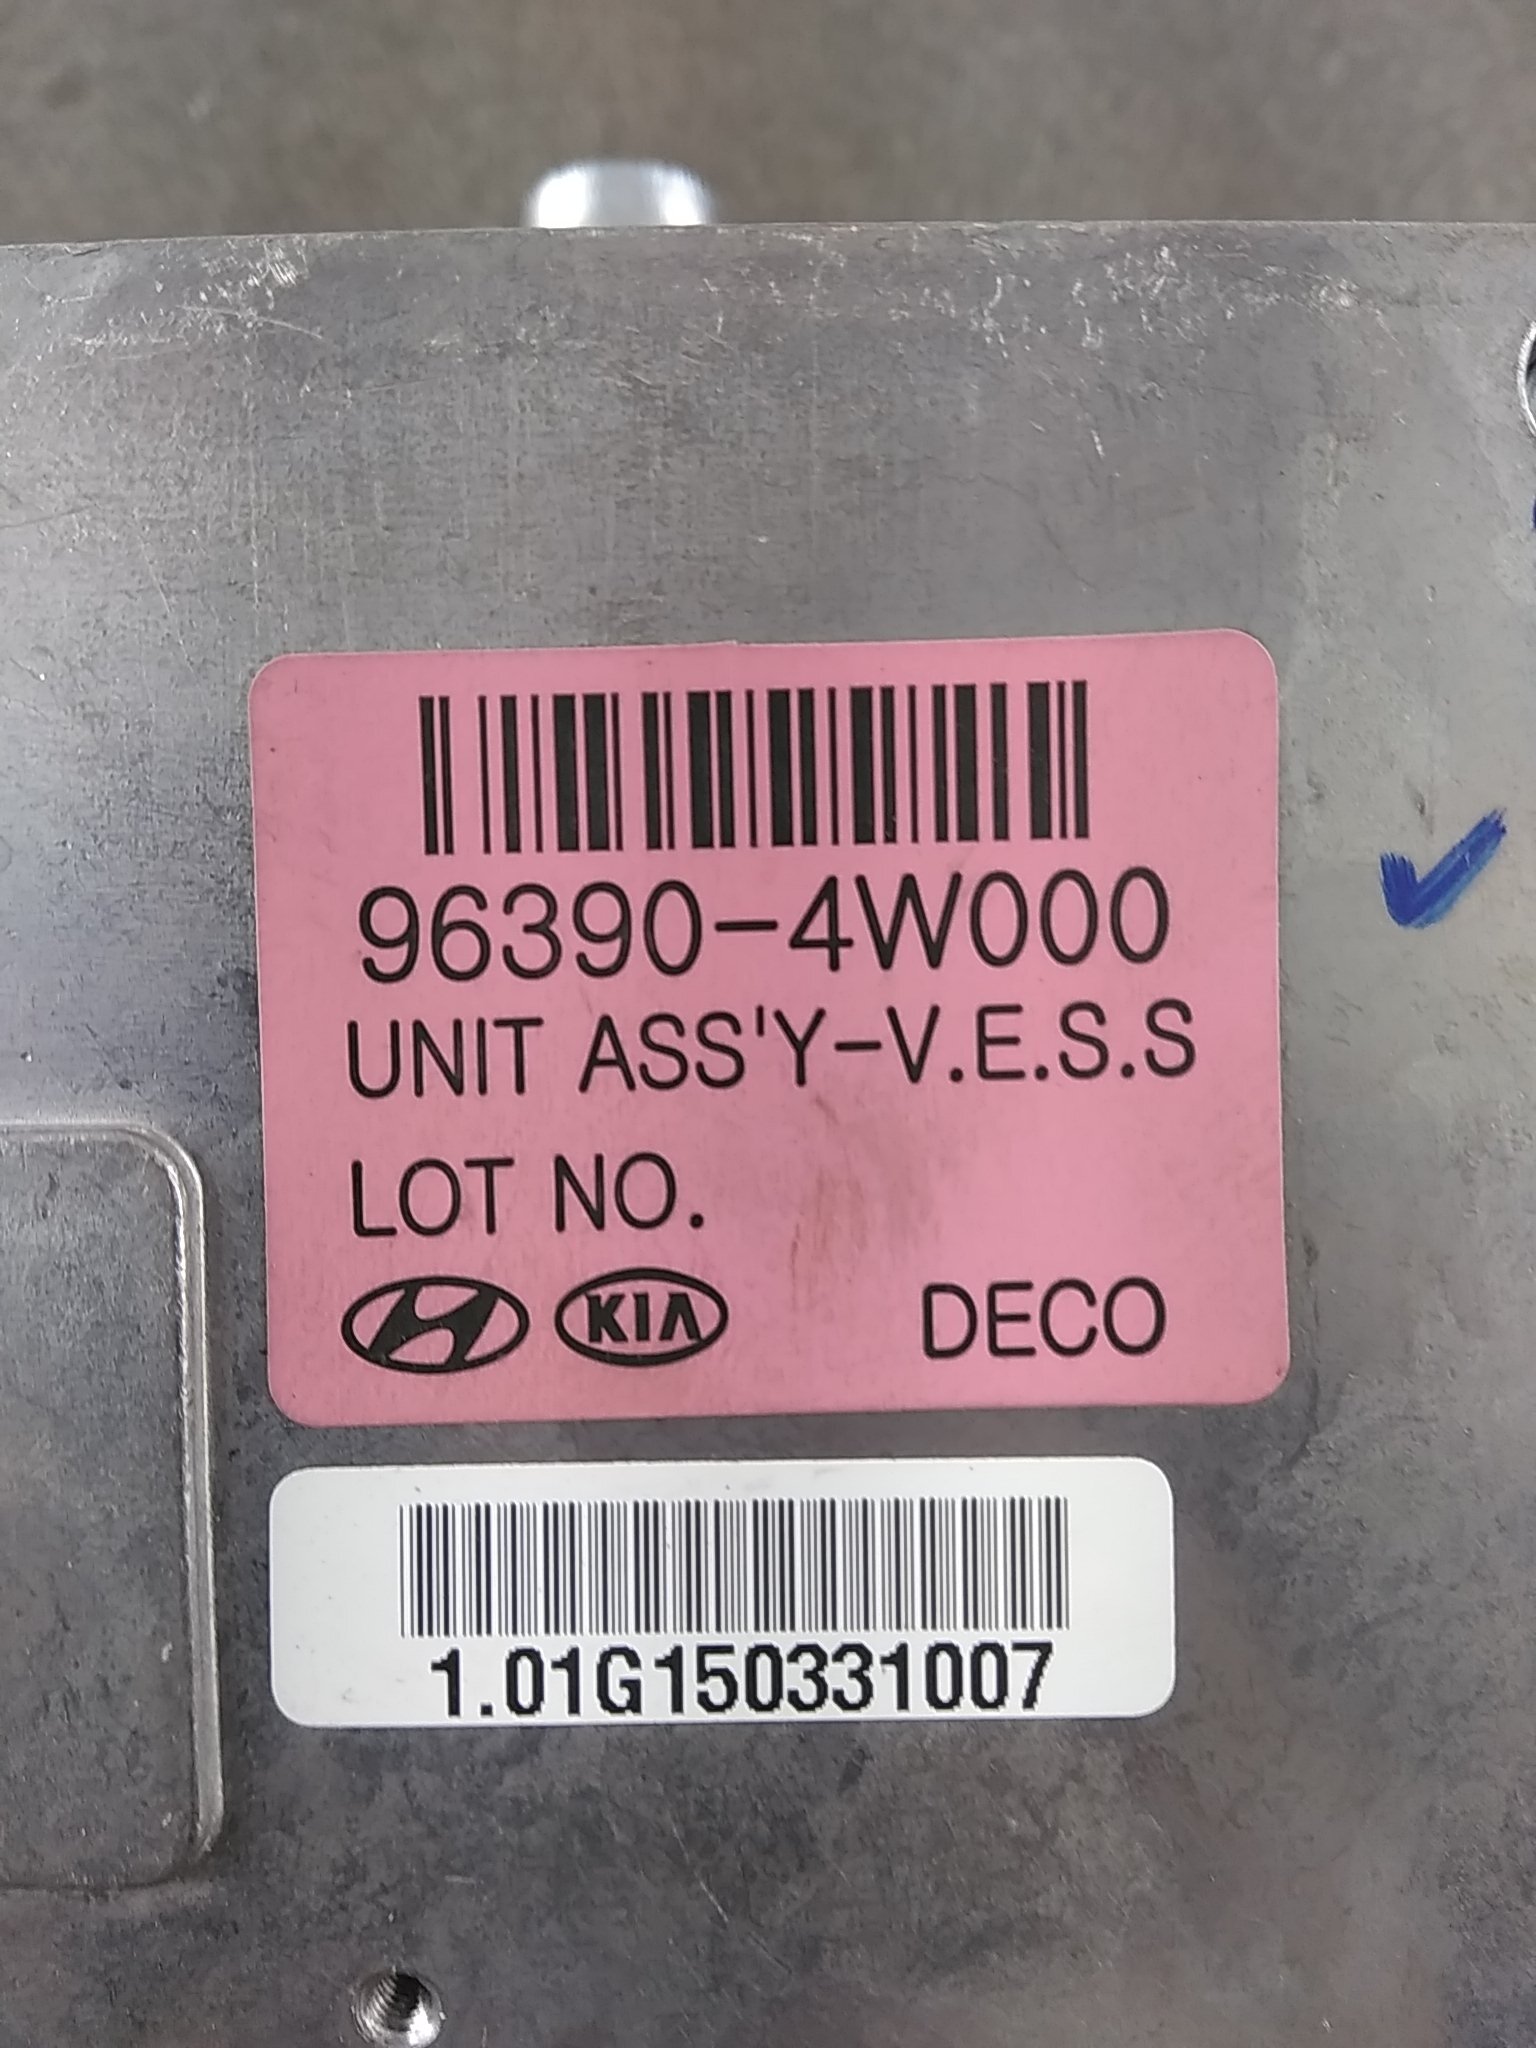 96390-4W000
UNIT ASS'Y-V.E.S.S
LOT NO.
KIA DECO
1.01G150331007